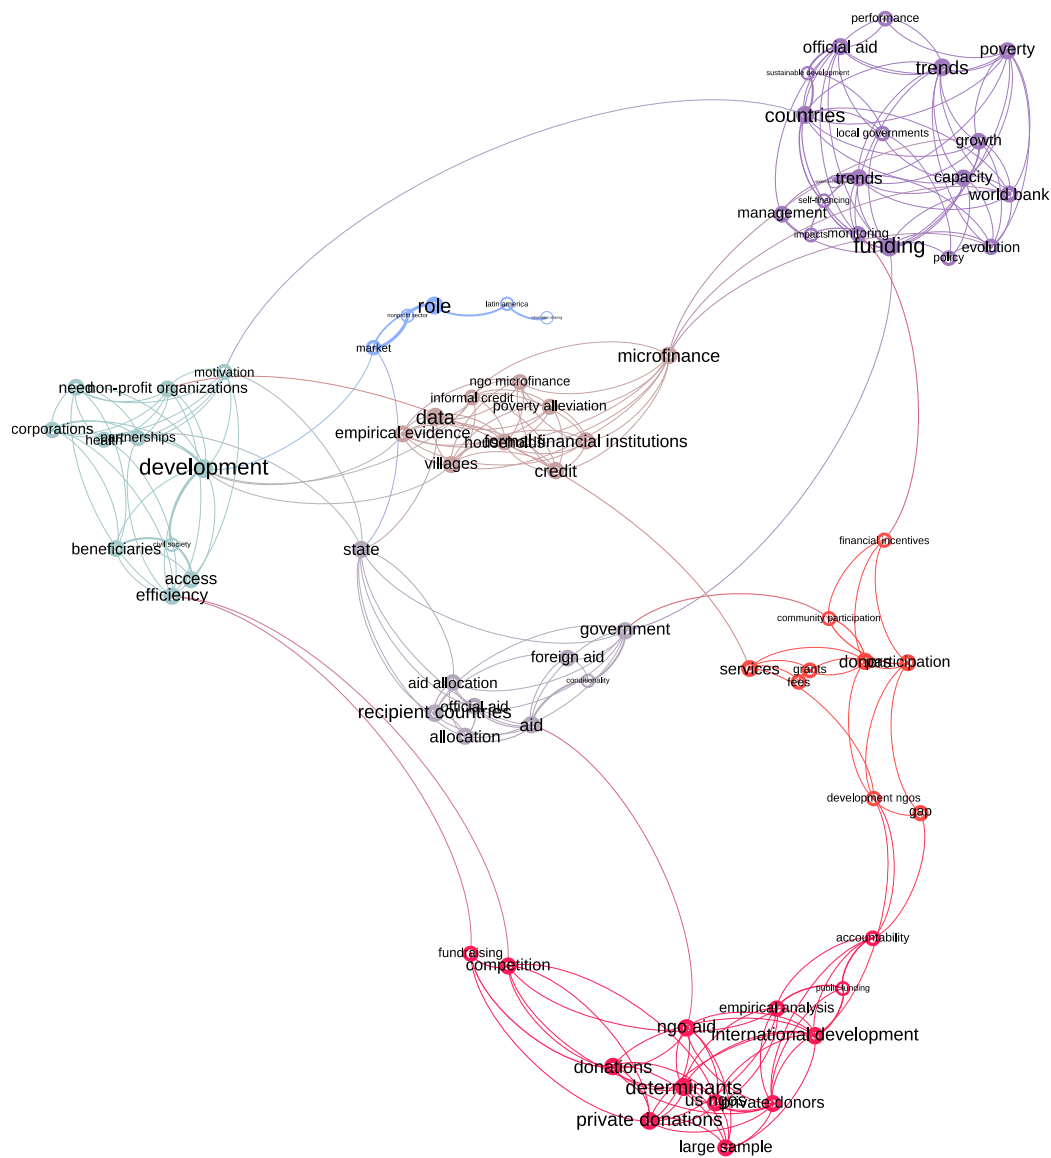 performance
official aid
poverty
trends
sustainable development
countries
local governments
growth
trends
capacity
world bank
self-financing
management
impacts
monitoring
funding
evolution
policy
latin america
role
nonprofit sector
market
microfinance
motivation
need
non-profit organizations
ngo microfinance
informal credit
poverty alleviation
data
corporations
health
partnerships
empirical evidence
households
formal financial institutions
development
villages
credit
financial incentives
beneficiaries
civil society
state
access
efficiency
community participation
government
foreign aid
donors
participation
services
grants
fees
aid allocation
conditionality
official aid
recipient countries
aid
allocation
development ngos
gap
accountability
fundraising
competition
public funding
empirical analysis
ngo aid
international development
donations
determinants
us ngos
private donors
private donations
large sample